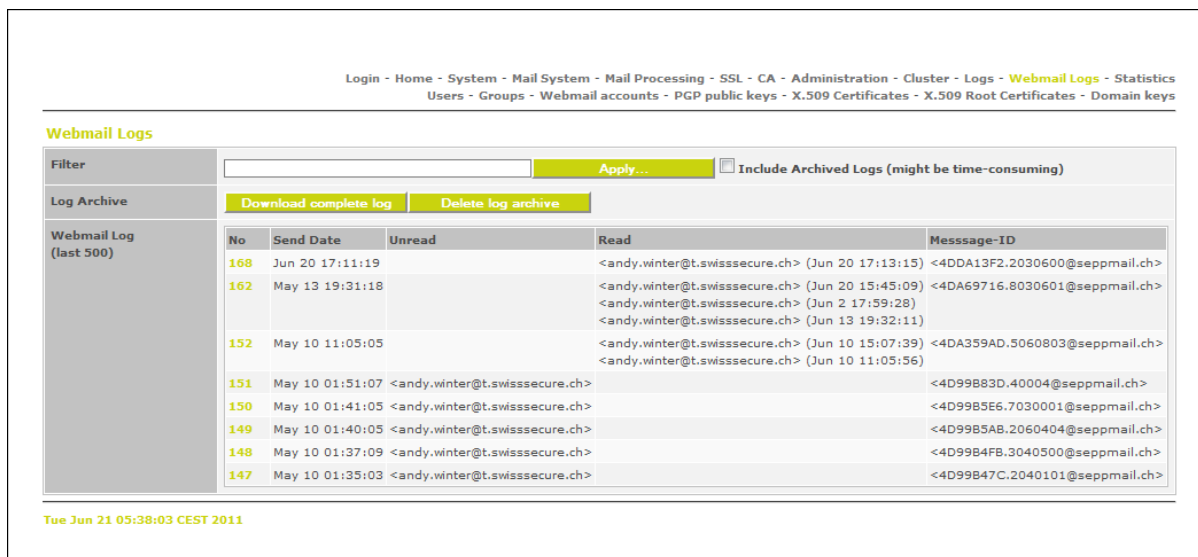 Login - Home - System - Mail System - Mail Processing - SSL - CA - Administration - Cluster - Logs - Webmail Logs - Statistics
Users - Groups - Webmail accounts - PGP public keys - X.509 Certificates - X.509 Root Certificates - Domain keys
Webmail Logs
Filter Apply... Include Archived Logs (might be time-consuming)
Log Archive Download complete log Delete log archive
Webmail Log
(last 500)
No Send Date Unread Read Messsage-ID
168 Jun 20 17:11:19 <andy.winter@t.swisssecure.ch> (Jun 20 17:13:15) <4DDA13F2.2030600@seppmail.ch>
162 May 13 19:31:18 <andy.winter@t.swisssecure.ch> (Jun 20 15:45:09) <4DA69716.8030601@seppmail.ch>
<andy.winter@t.swisssecure.ch> (Jun 2 17:59:28)
<andy.winter@t.swisssecure.ch> (Jun 13 19:32:11)
152 May 10 11:05:05 <andy.winter@t.swisssecure.ch> (Jun 10 15:07:39) <4DA359AD.5060803@seppmail.ch>
<andy.winter@t.swisssecure.ch> (Jun 10 11:05:56)
151 May 10 01:51:07 <andy.winter@t.swisssecure.ch> <4D99B83D.40004@seppmail.ch>
150 May 10 01:41:05 <andy.winter@t.swisssecure.ch> <4D99B5E6.7030001@seppmail.ch>
149 May 10 01:40:05 <andy.winter@t.swisssecure.ch> <4D99B5AB.2060404@seppmail.ch>
148 May 10 01:37:09 <andy.winter@t.swisssecure.ch> <4D99B4FB.3040500@seppmail.ch>
147 May 10 01:35:03 <andy.winter@t.swisssecure.ch> <4D99B47C.2040101@seppmail.ch>
Tue Jun 21 05:38:03 CEST 2011